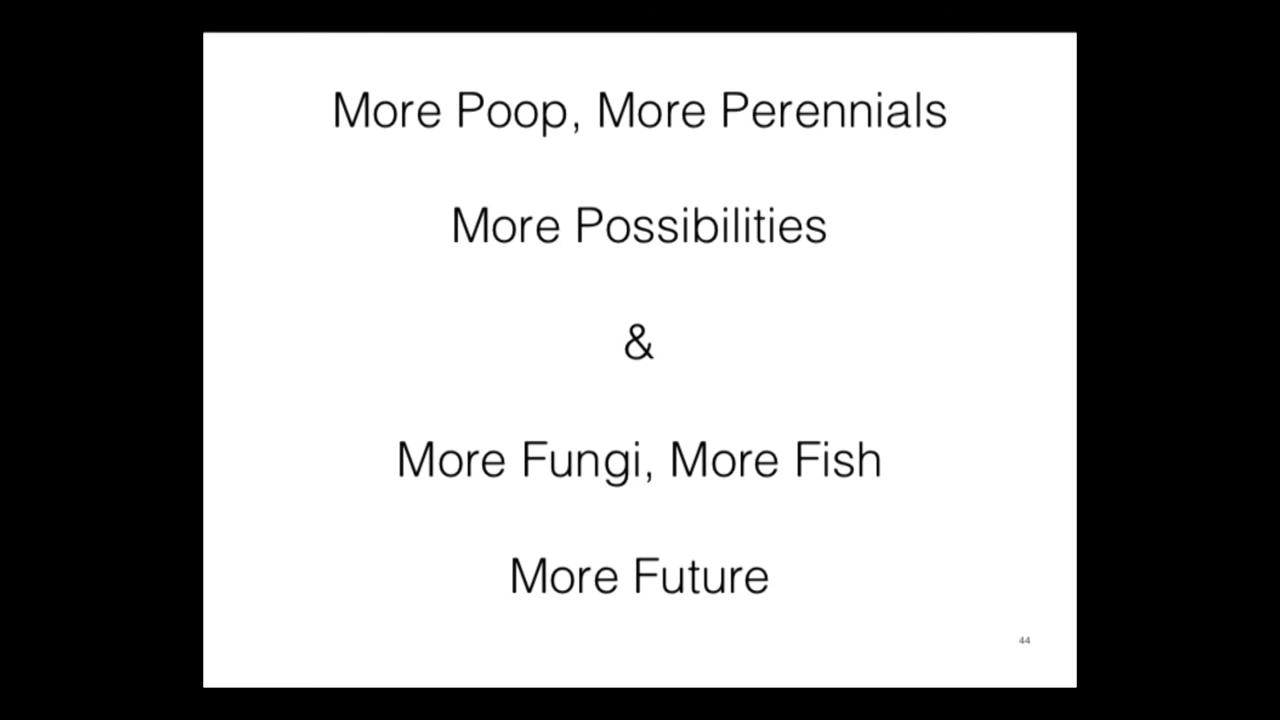 More Poop, More Perennials
More Possibilities
&
More Fungi, More Fish
More Future
44